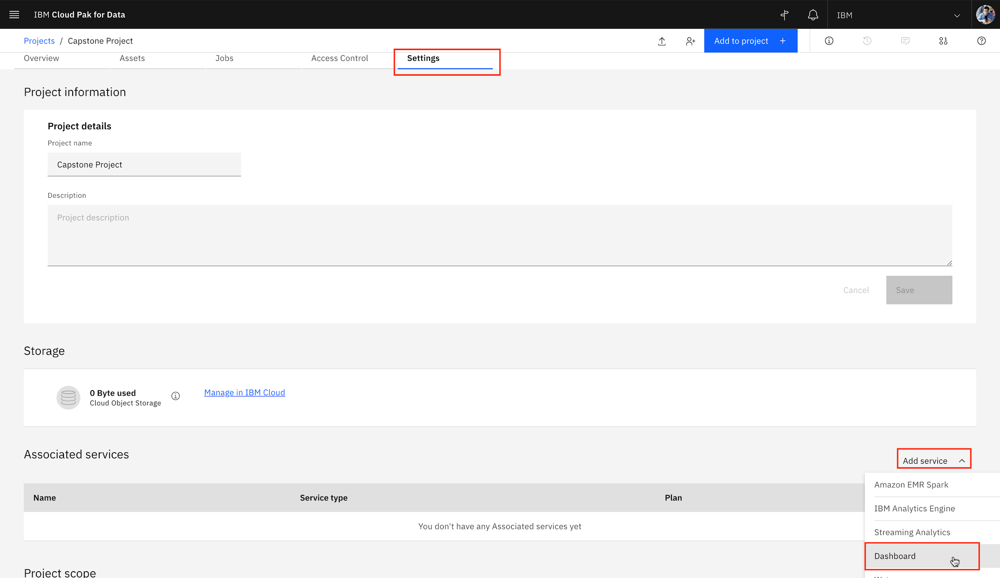 IBM Cloud Pak for Data
IBM
Projects / Capstone Project
Add to project +
Overview
Assets
Jobs
Access Control
Settings
Project information
Project details
Project name
Capstone Project
Description
Project description
Cancel
Save
Storage
0 Byte used
Cloud Object Storage
Manage in IBM Cloud
Associated services
Add service
Name
Service type
Plan
You don't have any Associated services yet
Amazon EMR Spark
IBM Analytics Engine
Streaming Analytics
Dashboard
Project scope